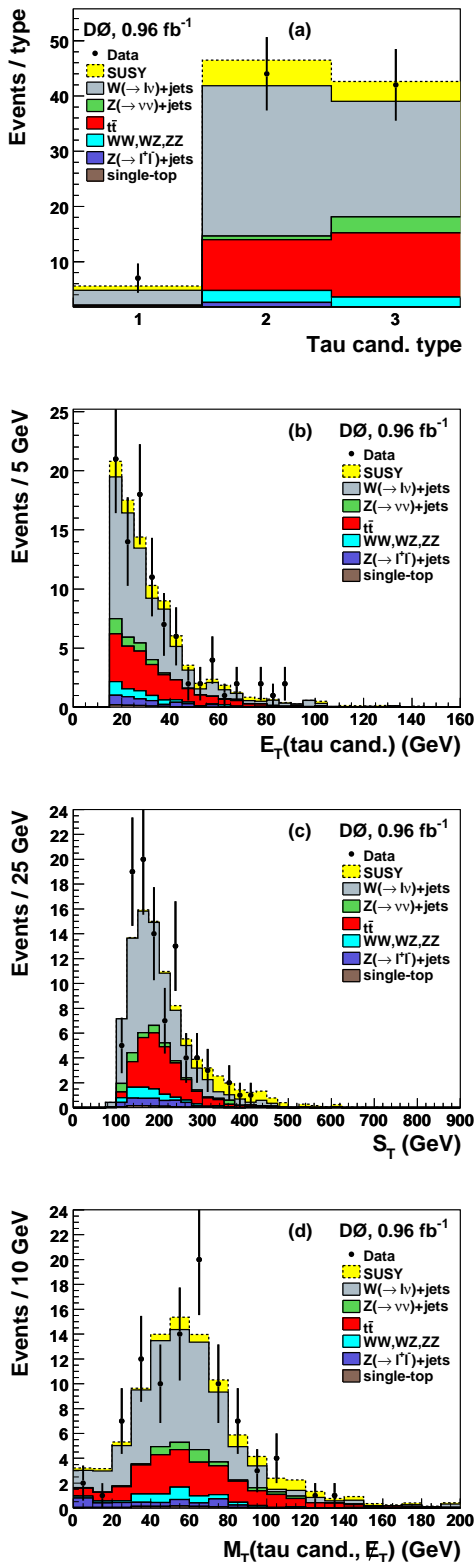 (a)
DØ, 0.96 fb-1
Data
SUSY
W(→ lν)+jets
Z(→ νν)+jets
tt̄
WW,WZ,ZZ
Z(→ l+l-)+jets
single-top
Events / type
50
40
30
20
10
1 2 3
Tau cand. type
(b)
DØ, 0.96 fb-1
Data
SUSY
W(→ lν)+jets
Z(→ νν)+jets
tt̄
WW,WZ,ZZ
Z(→ l+l-)+jets
single-top
Events / 5 GeV
25
20
15
10
5
0
0 20 40 60 80 100 120 140 160
ET(tau cand.) (GeV)
(c)
DØ, 0.96 fb-1
Data
SUSY
W(→ lν)+jets
Z(→ νν)+jets
tt̄
WW,WZ,ZZ
Z(→ l+l-)+jets
single-top
Events / 25 GeV
24
22
20
18
16
14
12
10
8
6
4
2
0
0 100 200 300 400 500 600 700 800 900
ST (GeV)
(d)
DØ, 0.96 fb-1
Data
SUSY
W(→ lν)+jets
Z(→ νν)+jets
tt̄
WW,WZ,ZZ
Z(→ l+l-)+jets
single-top
Events / 10 GeV
24
22
20
18
16
14
12
10
8
6
4
2
0
0 20 40 60 80 100 120 140 160 180 200
MT(tau cand., E̸T) (GeV)